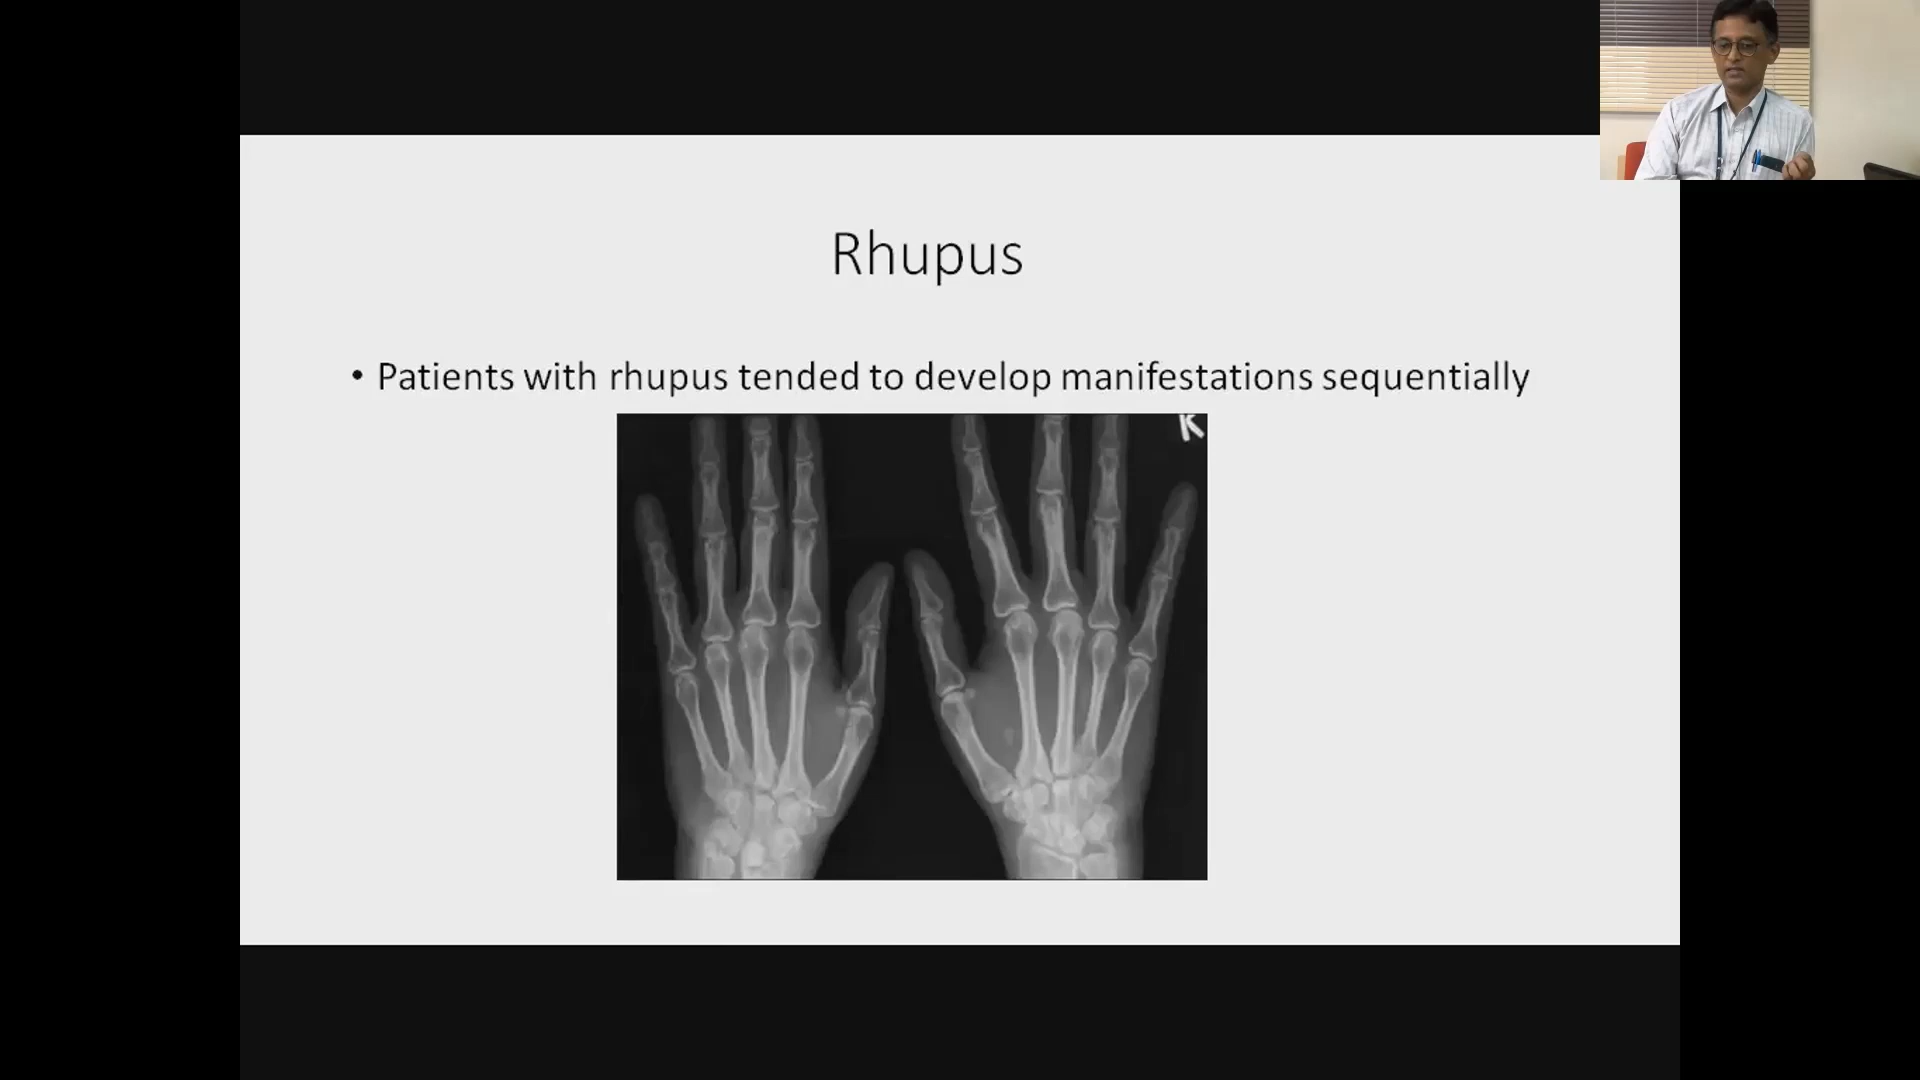 Rhupus
• Patients with rhupus tended to develop manifestations sequentially
R